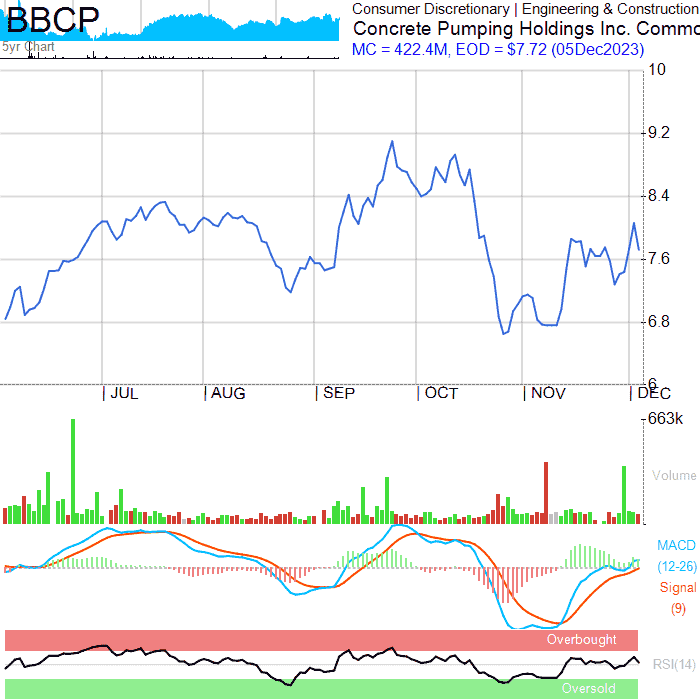 BBCP
5yr Chart
Consumer Discretionary | Engineering & Construction
Concrete Pumping Holdings Inc. Commo
MC = 422.4M, EOD = $7.72 (05Dec2023)
10
9.2
8.4
7.6
6.8
6
JUL AUG SEP OCT NOV DEC
663k
Volume
MACD
(12-26)
Signal
(9)
Overbought
RSI(14)
Oversold